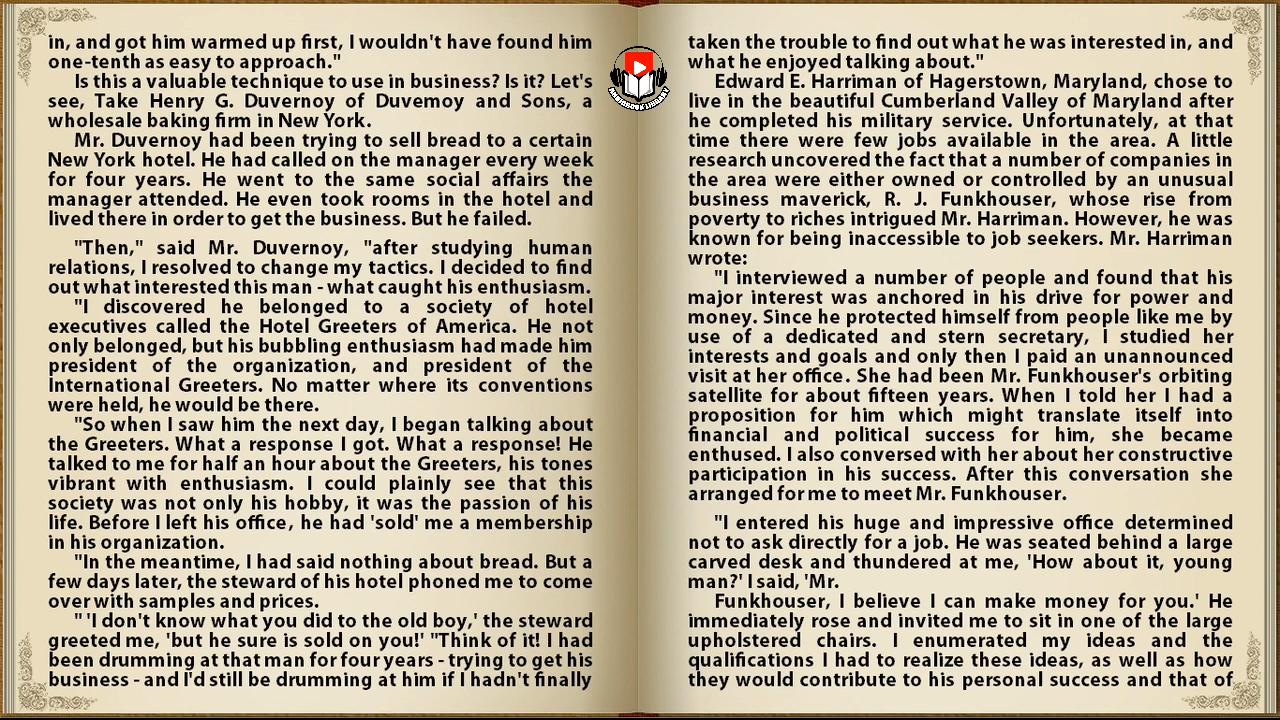 in, and got him warmed up first, I wouldn't have found him
one-tenth as easy to approach."
Is this a valuable technique to use in business? Is it? Let's
see, Take Henry G. Duvernoy of Duvemoy and Sons, a
wholesale baking firm in New York.
Mr. Duvernoy had been trying to sell bread to a certain
New York hotel. He had called on the manager every week
for four years. He went to the same social affairs the
manager attended. He even took rooms in the hotel and
lived there in order to get the business. But he failed.
"Then," said Mr. Duvernoy, "after studying human
relations, I resolved to change my tactics. I decided to find
out what interested this man - what caught his enthusiasm.
"I discovered he belonged to a society of hotel
executives called the Hotel Greeters of America. He not
only belonged, but his bubbling enthusiasm had made him
president of the organization, and president of the
International Greeters. No matter where its conventions
were held, he would be there.
"So when I saw him the next day, I began talking about
the Greeters. What a response I got. What a response! He
talked to me for half an hour about the Greeters, his tones
vibrant with enthusiasm. I could plainly see that this
society was not only his hobby, it was the passion of his
life. Before I left his office, he had 'sold' me a membership
in his organization.
"In the meantime, I had said nothing about bread. But a
few days later, the steward of his hotel phoned me to come
over with samples and prices.
" 'I don't know what you did to the old boy,' the steward
greeted me, 'but he sure is sold on you!' "Think of it! I had
been drumming at that man for four years - trying to get his
business - and I'd still be drumming at him if I hadn't finally
taken the trouble to find out what he was interested in, and
what he enjoyed talking about."
Edward E. Harriman of Hagerstown, Maryland, chose to
live in the beautiful Cumberland Valley of Maryland after
he completed his military service. Unfortunately, at that
time there were few jobs available in the area. A little
research uncovered the fact that a number of companies in
the area were either owned or controlled by an unusual
business maverick, R. J. Funkhouser, whose rise from
poverty to riches intrigued Mr. Harriman. However, he was
known for being inaccessible to job seekers. Mr. Harriman
wrote:
"I interviewed a number of people and found that his
major interest was anchored in his drive for power and
money. Since he protected himself from people like me by
use of a dedicated and stern secretary, I studied her
interests and goals and only then I paid an unannounced
visit at her office. She had been Mr. Funkhouser's orbiting
satellite for about fifteen years. When I told her I had a
proposition for him which might translate itself into
financial and political success for him, she became
enthused. I also conversed with her about her constructive
participation in his success. After this conversation she
arranged for me to meet Mr. Funkhouser.
"I entered his huge and impressive office determined
not to ask directly for a job. He was seated behind a large
carved desk and thundered at me, 'How about it, young
man?' I said, 'Mr.
Funkhouser, I believe I can make money for you.' He
immediately rose and invited me to sit in one of the large
upholstered chairs. I enumerated my ideas and the
qualifications I had to realize these ideas, as well as how
they would contribute to his personal success and that of